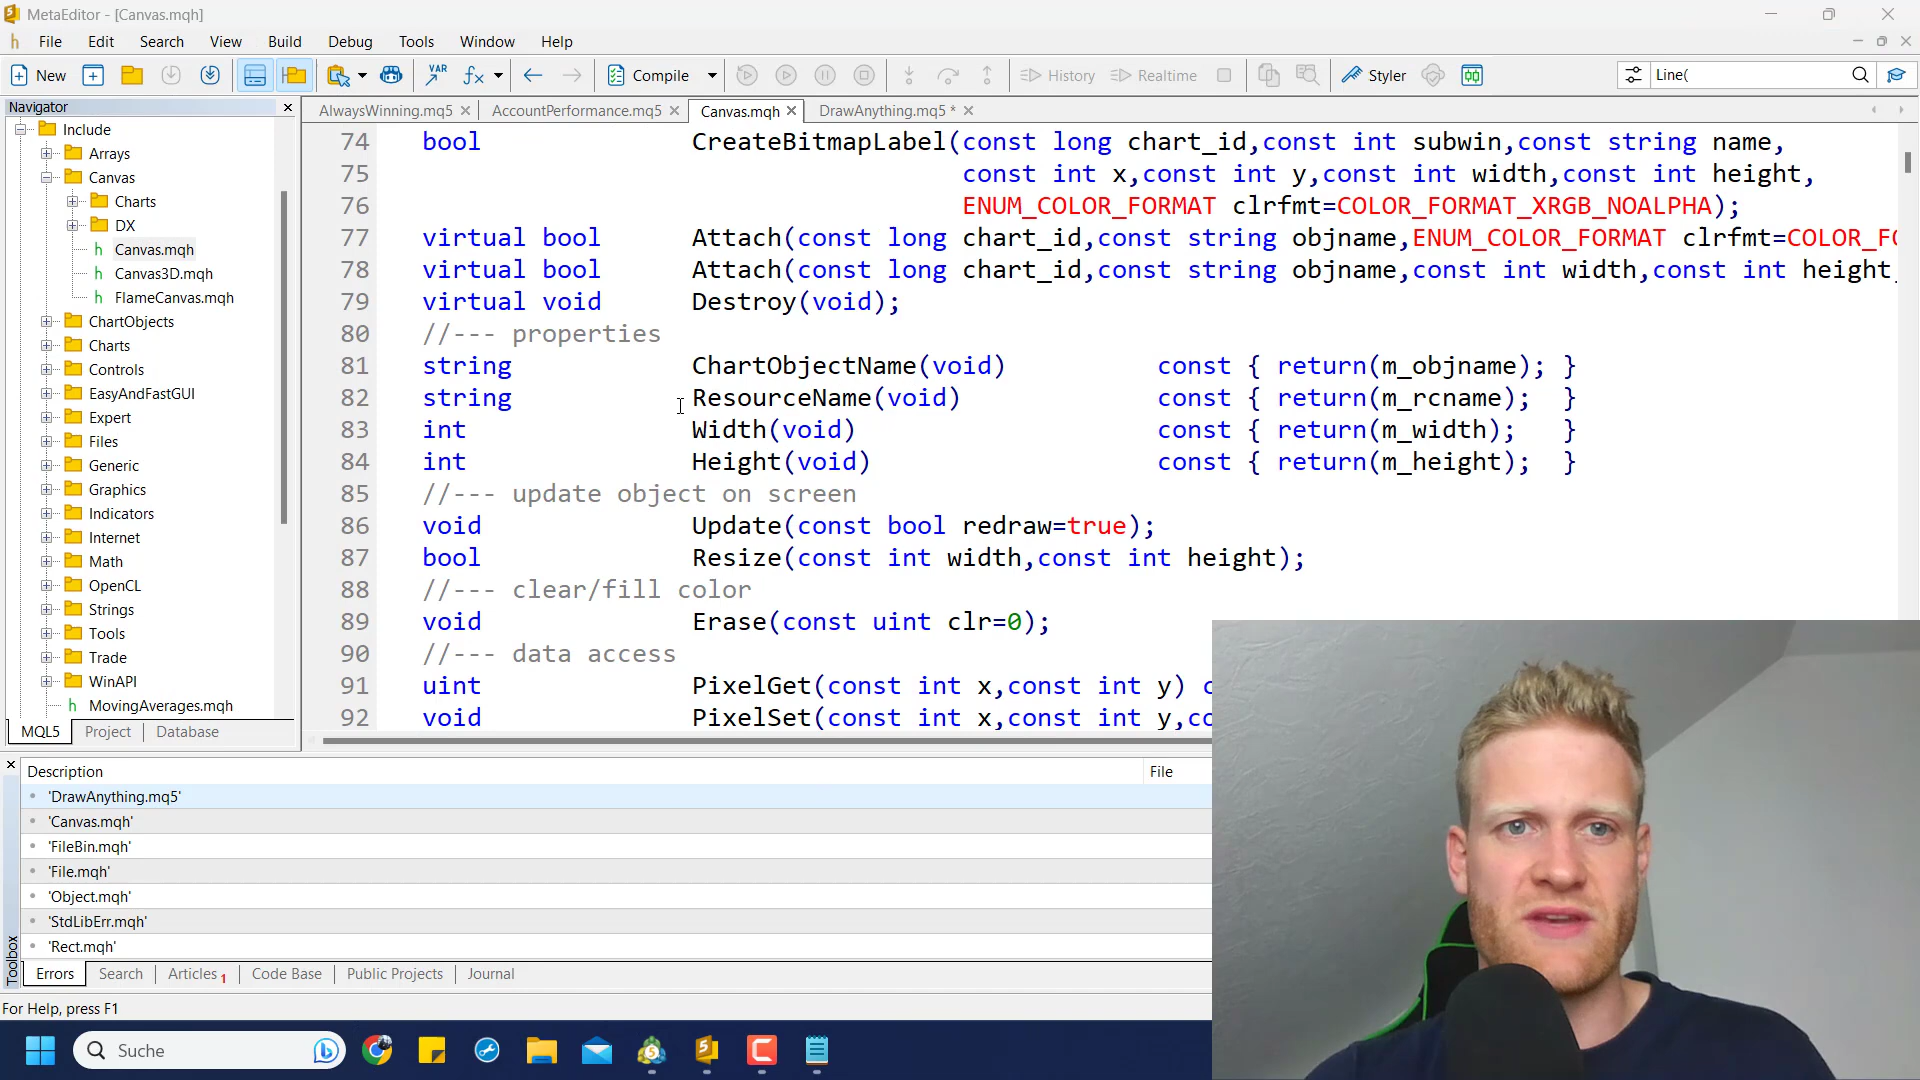 MetaEditor - [Canvas.mqh]
File Edit Search View Build Debug Tools Window Help
New VAR fx Compile History Realtime Styler Line(
Navigator
AlwaysWinning.mq5 AccountPerformance.mq5 Canvas.mqh DrawAnything.mq5 *
Include
Arrays
Canvas
Charts
DX
Canvas.mqh
Canvas3D.mqh
FlameCanvas.mqh
ChartObjects
Charts
Controls
EasyAndFastGUI
Expert
Files
Generic
Graphics
Indicators
Internet
Math
OpenCL
Strings
Tools
Trade
WinAPI
MovingAverages.mqh
MQL5 Project Database
74 bool CreateBitmapLabel(const long chart_id,const int subwin,const string name,
75 const int x,const int y,const int width,const int height,
76 ENUM_COLOR_FORMAT clrfmt=COLOR_FORMAT_XRGB_NOALPHA);
77 virtual bool Attach(const long chart_id,const string objname,ENUM_COLOR_FORMAT clrfmt=COLOR_FO
78 virtual bool Attach(const long chart_id,const string objname,const int width,const int height,
79 virtual void Destroy(void);
80 //--- properties
81 string ChartObjectName(void) const { return(m_objname); }
82 string ResourceName(void) const { return(m_rcname); }
83 int Width(void) const { return(m_width); }
84 int Height(void) const { return(m_height); }
85 //--- update object on screen
86 void Update(const bool redraw=true);
87 bool Resize(const int width,const int height);
88 //--- clear/fill color
89 void Erase(const uint clr=0);
90 //--- data access
91 uint PixelGet(const int x,const int y) c
92 void PixelSet(const int x,const int y,co
Description File
'DrawAnything.mq5'
'Canvas.mqh'
'FileBin.mqh'
'File.mqh'
'Object.mqh'
'StdLibErr.mqh'
'Rect.mqh'
Toolbox
Errors Search Articles 1 Code Base Public Projects Journal
For Help, press F1
Suche